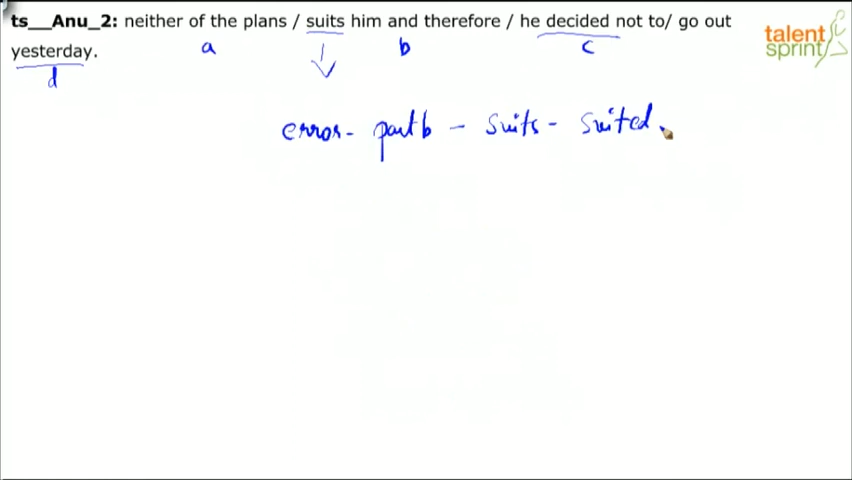 ts__Anu_2: neither of the plans / suits him and therefore / he decided not to/ go out
yesterday.
a
b
c
d
error- part b - suits - suited.
talent
sprint